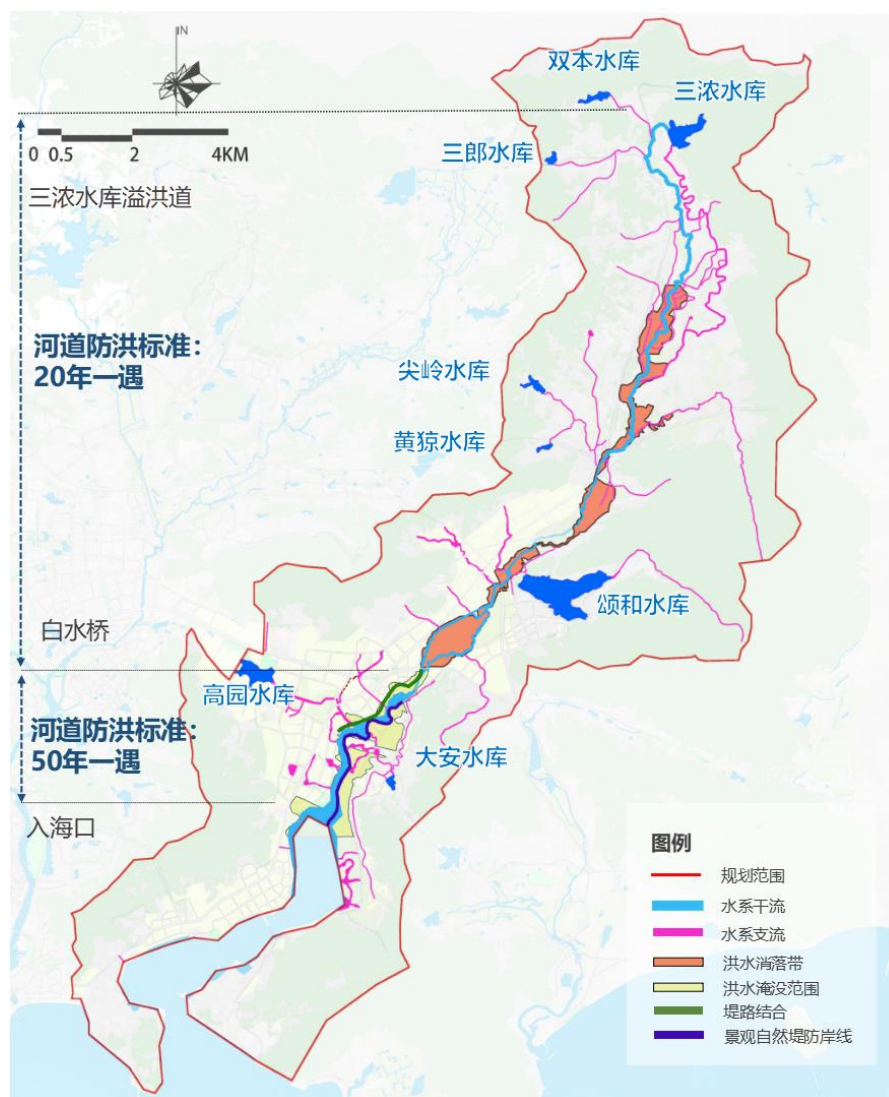 N
双本水库
三浓水库
0 0.5 2 4KM
三郎水库
三浓水库溢洪道
河道防洪标准：
20年一遇
尖岭水库
黄猄水库
颂和水库
白水桥
高园水库
河道防洪标准：
50年一遇
大安水库
入海口
图例
规划范围
水系干流
水系支流
洪水消落带
洪水淹没范围
堤路结合
景观自然堤防岸线